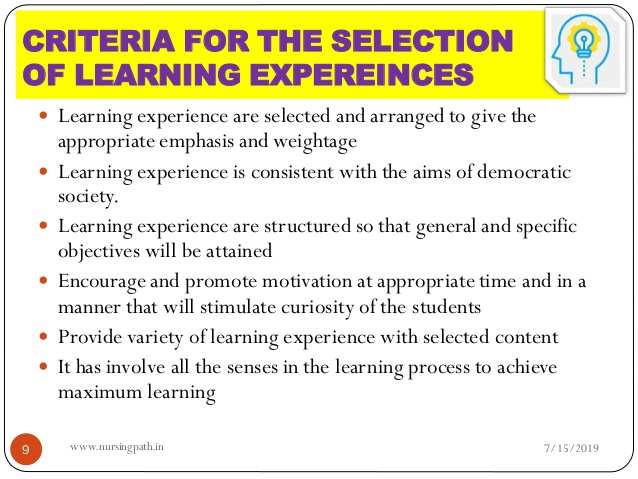 CRITERIA FOR THE SELECTION
OF LEARNING EXPEREINCES
• Learning experience are selected and arranged to give the
appropriate emphasis and weightage
• Learning experience is consistent with the aims of democratic
society.
• Learning experience are structured so that general and specific
objectives will be attained
• Encourage and promote motivation at appropriate time and in a
manner that will stimulate curiosity of the students
• Provide variety of learning experience with selected content
• It has involve all the senses in the learning process to achieve
maximum learning
9 www.nursingpath.in 7/15/2019